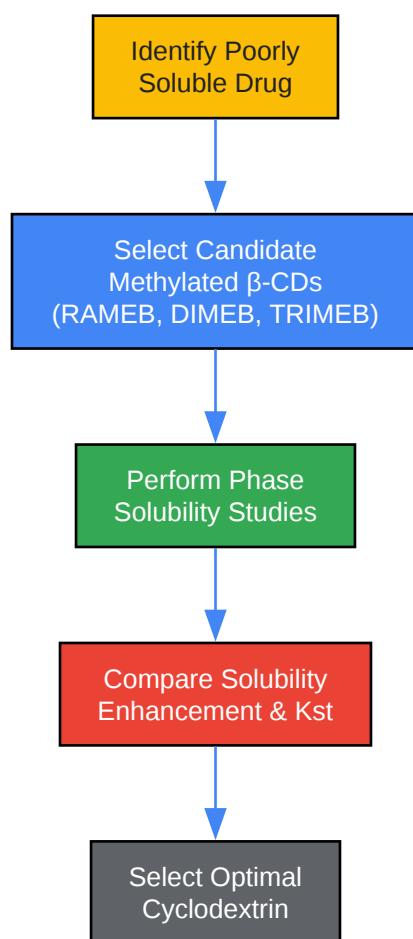 Identify Poorly
Soluble Drug
Select Candidate
Methylated β-CDs
(RAMEB, DIMEB, TRIMEB)
Perform Phase
Solubility Studies
Compare Solubility
Enhancement & Kst
Select Optimal
Cyclodextrin